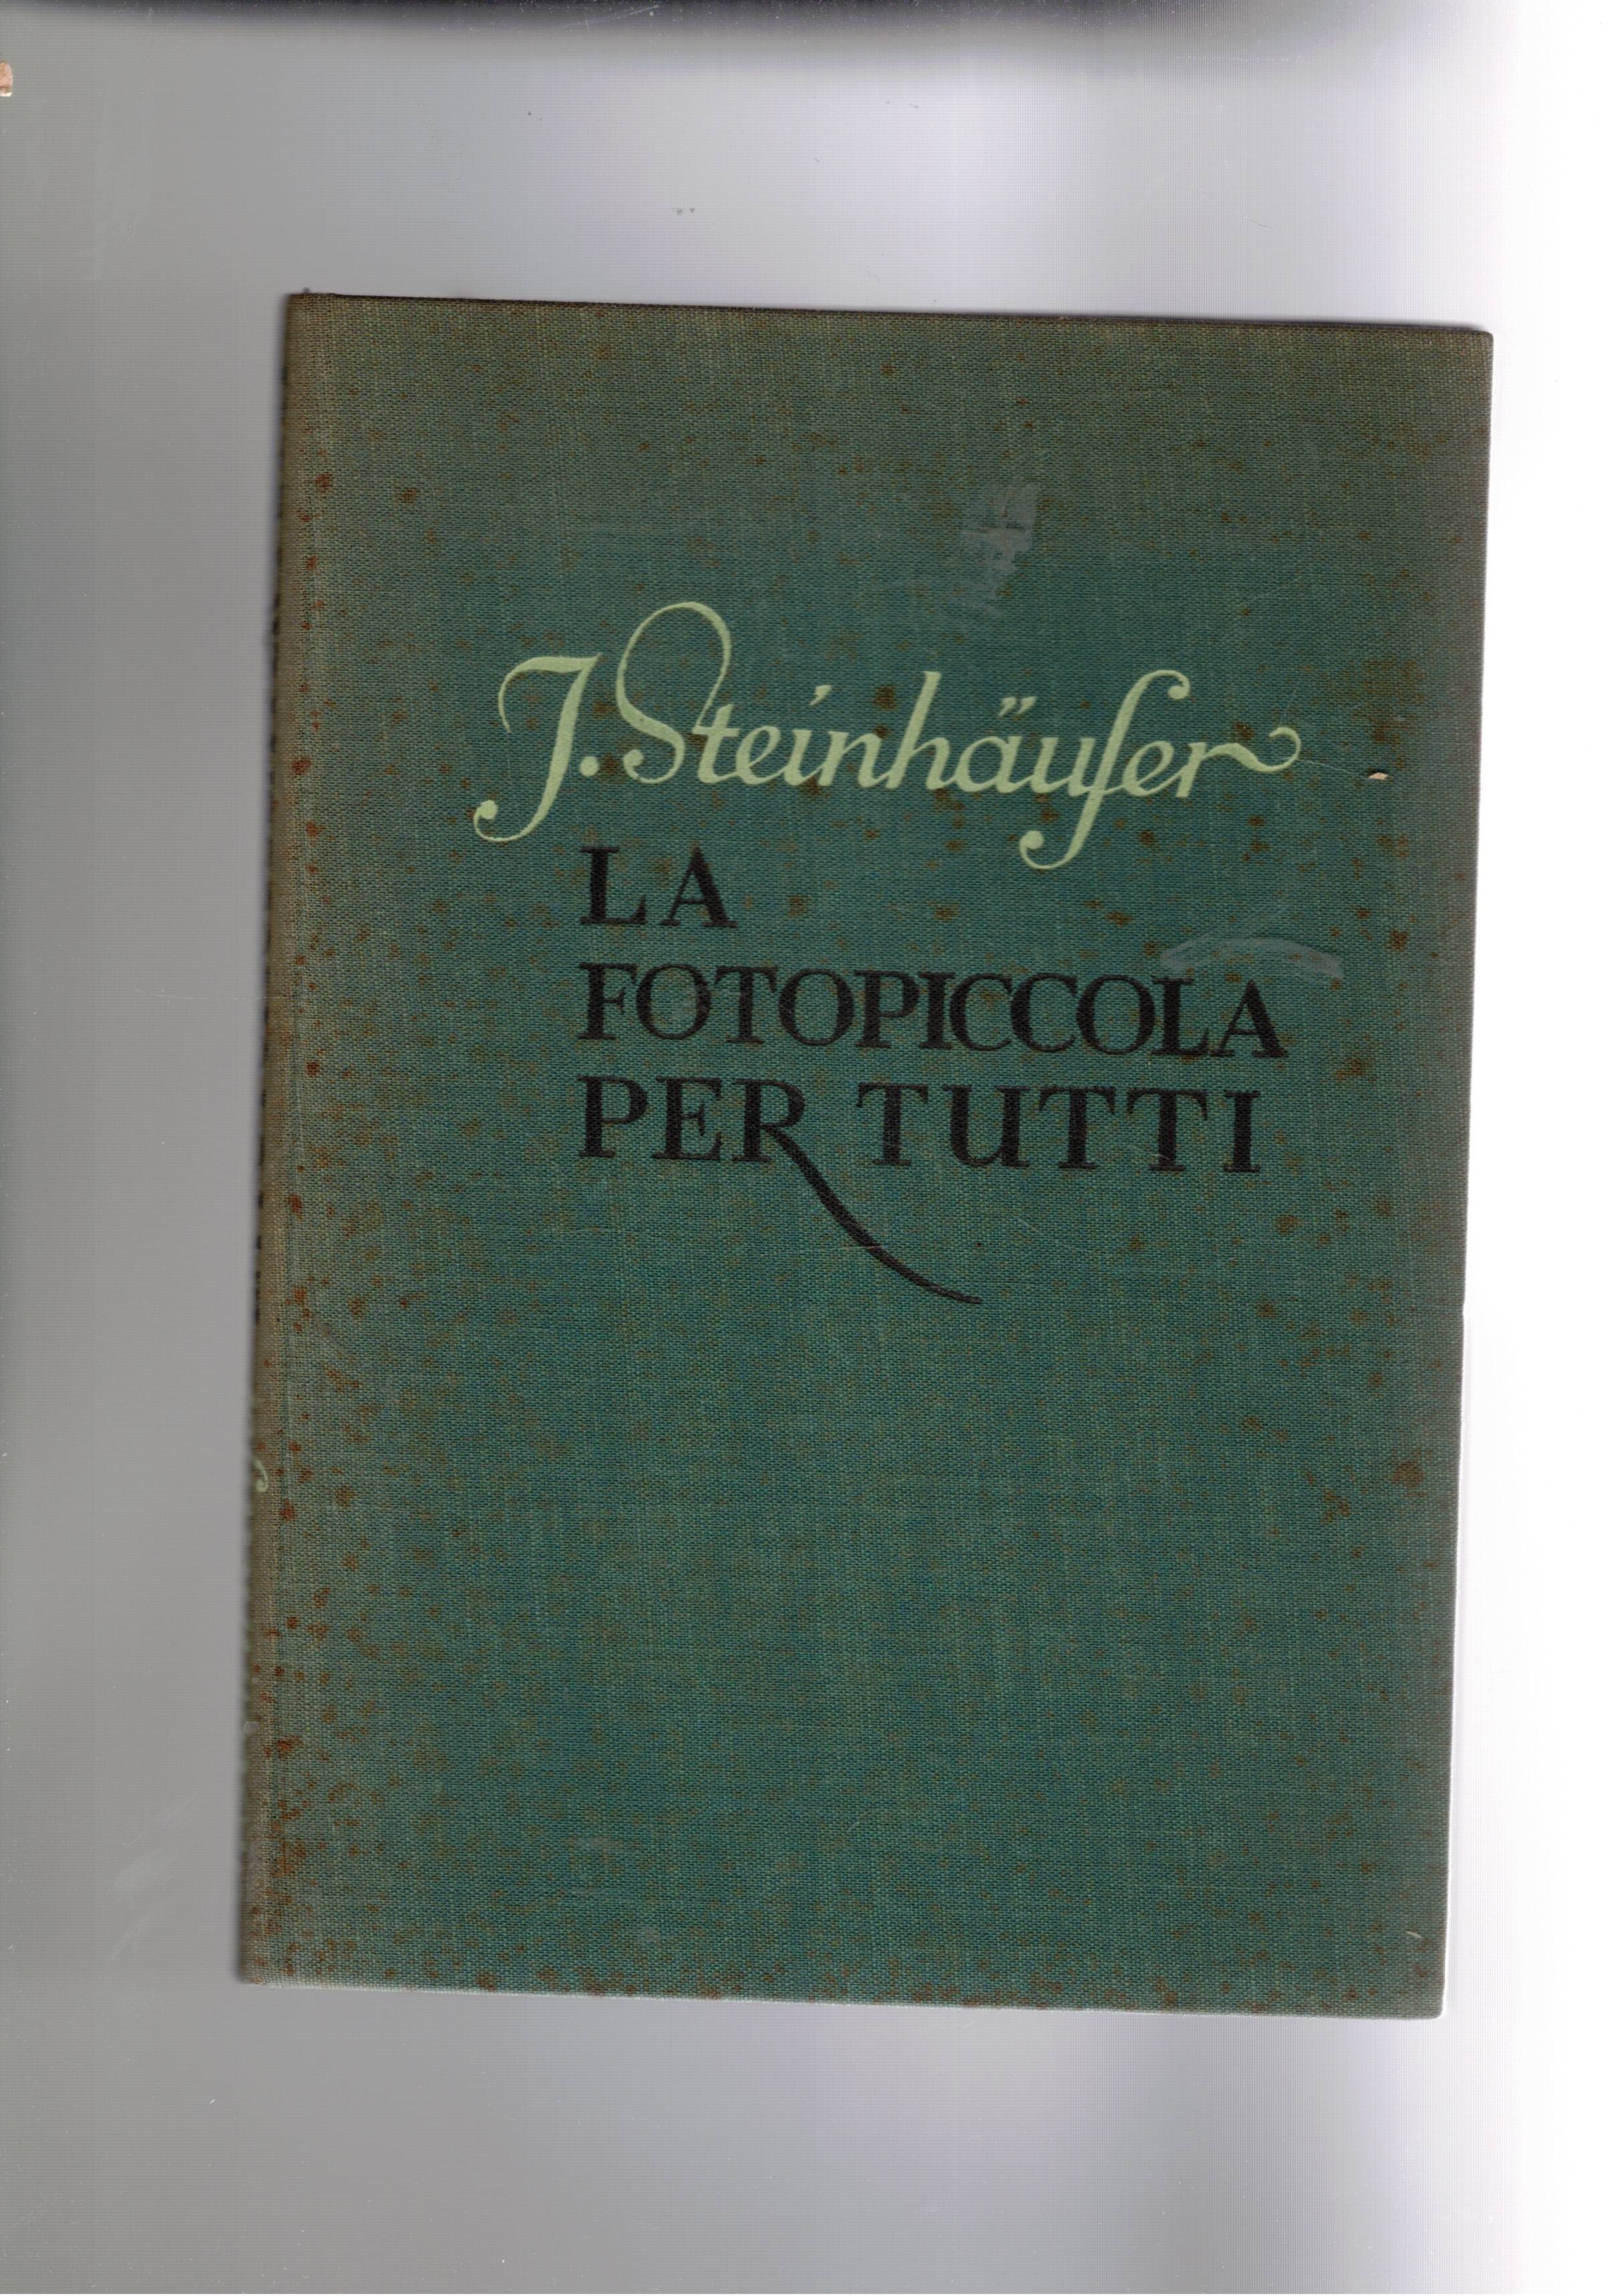 J. Steinhäuser
LA
FOTOPICCOLA
PER TUTTI